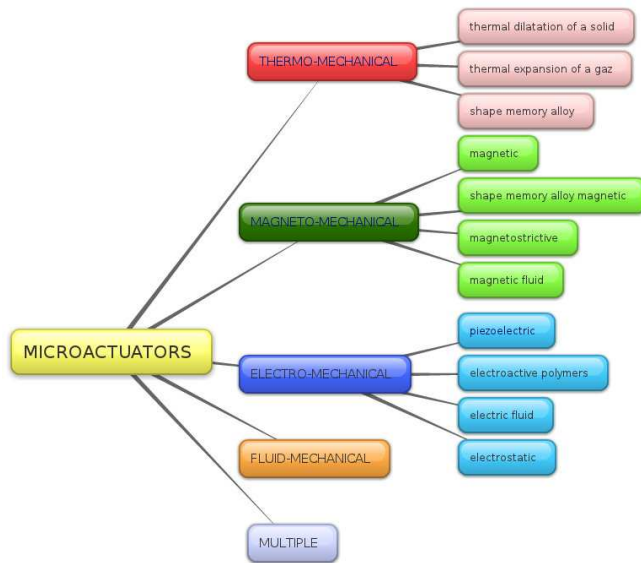 thermal dilatation of a solid
THERMO-MECHANICAL
thermal expansion of a gaz
shape memory alloy
magnetic
shape memory alloy magnetic
MAGNETO-MECHANICAL
magnetostrictive
magnetic fluid
piezoelectric
MICROACTUATORS
ELECTRO-MECHANICAL
electroactive polymers
electric fluid
electrostatic
FLUID-MECHANICAL
MULTIPLE